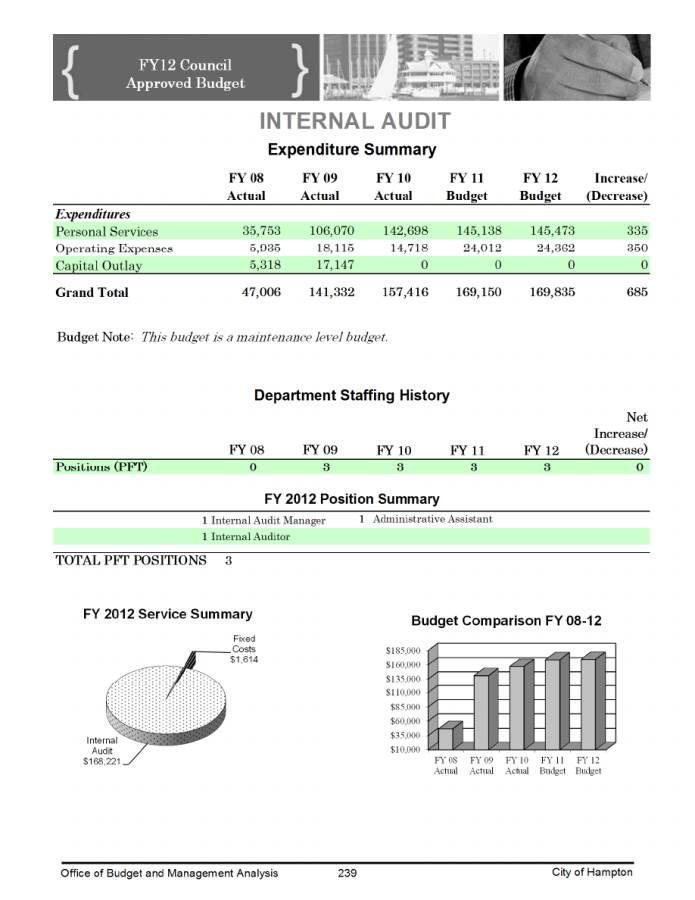 FY12 Council
Approved Budget
INTERNAL AUDIT
Expenditure Summary
FY 08 FY 09 FY 10 FY 11 FY 12 Increase/
Actual Actual Actual Budget Budget (Decrease)
Expenditures
Personal Services 35,753 106,070 142,698 145,138 145,473 335
Operating Expenses 5,935 18,115 14,718 24,012 24,362 350
Capital Outlay 5,318 17,147 0 0 0 0
Grand Total 47,006 141,332 157,416 169,150 169,835 685
Budget Note: This budget is a maintenance level budget.
Department Staffing History
Net
Increase/
FY 08 FY 09 FY 10 FY 11 FY 12 (Decrease)
Positions (PFT) 0 3 3 3 3 0
FY 2012 Position Summary
1 Internal Audit Manager 1 Administrative Assistant
1 Internal Auditor
TOTAL PFT POSITIONS 3
FY 2012 Service Summary
Fixed
Costs
$1,614
Internal
Audit
$168,221
Budget Comparison FY 08-12
$185,000
$160,000
$135,000
$110,000
$85,000
$60,000
$35,000
$10,000
FY 08 FY 09 FY 10 FY 11 FY 12
Actual Actual Actual Budget Budget
Office of Budget and Management Analysis 239 City of Hampton